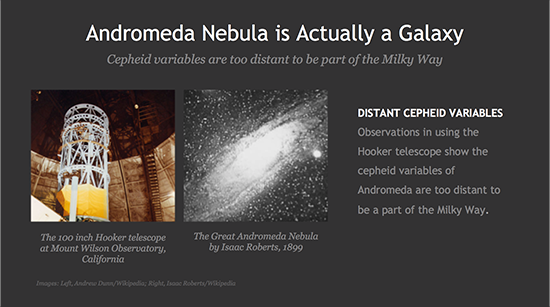 Andromeda Nebula is Actually a Galaxy
Cepheid variables are too distant to be part of the Milky Way
DISTANT CEPHEID VARIABLES
Observations in using the
Hooker telescope show the
cepheid variables of
Andromeda are too distant to
be a part of the Milky Way.
The 100 inch Hooker telescope
at Mount Wilson Observatory,
California
The Great Andromeda Nebula
by Isaac Roberts, 1899
Images: Left, Andrew Dunn/Wikipedia; Right, Isaac Roberts/Wikipedia